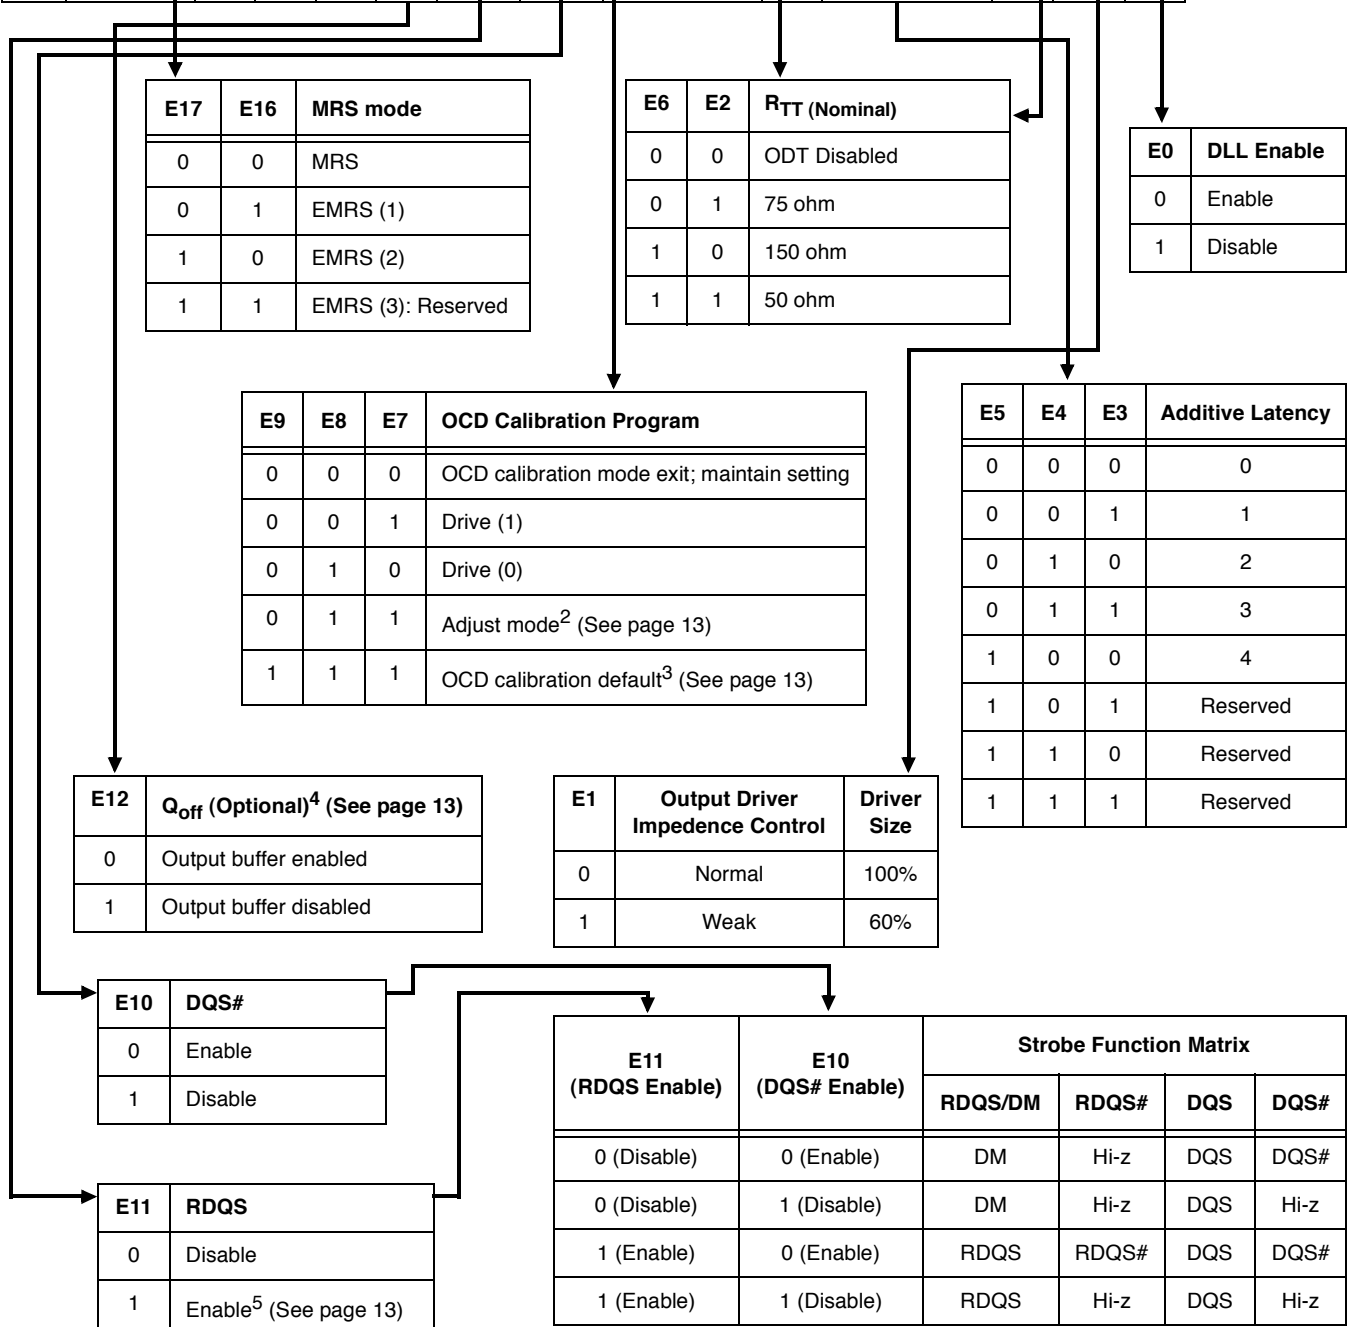 E17 E16 MRS mode
0 0 MRS
0 1 EMRS (1)
1 0 EMRS (2)
1 1 EMRS (3): Reserved
E6 E2 RTT (Nominal)
0 0 ODT Disabled
0 1 75 ohm
1 0 150 ohm
1 1 50 ohm
E0 DLL Enable
0 Enable
1 Disable
E9 E8 E7 OCD Calibration Program
0 0 0 OCD calibration mode exit; maintain setting
0 0 1 Drive (1)
0 1 0 Drive (0)
0 1 1 Adjust mode2 (See page 13)
1 1 1 OCD calibration default3 (See page 13)
E5 E4 E3 Additive Latency
0 0 0 0
0 0 1 1
0 1 0 2
0 1 1 3
1 0 0 4
1 0 1 Reserved
1 1 0 Reserved
1 1 1 Reserved
E12 Qoff (Optional)4 (See page 13)
0 Output buffer enabled
1 Output buffer disabled
E1 Output Driver Driver
Impedence Control Size
0 Normal 100%
1 Weak 60%
E10 DQS#
0 Enable
1 Disable
E11 RDQS
0 Disable
1 Enable5 (See page 13)
E11 E10 Strobe Function Matrix
(RDQS Enable) (DQS# Enable) RDQS/DM RDQS# DQS DQS#
0 (Disable) 0 (Enable) DM Hi-z DQS DQS#
0 (Disable) 1 (Disable) DM Hi-z DQS Hi-z
1 (Enable) 0 (Enable) RDQS RDQS# DQS DQS#
1 (Enable) 1 (Disable) RDQS Hi-z DQS Hi-z